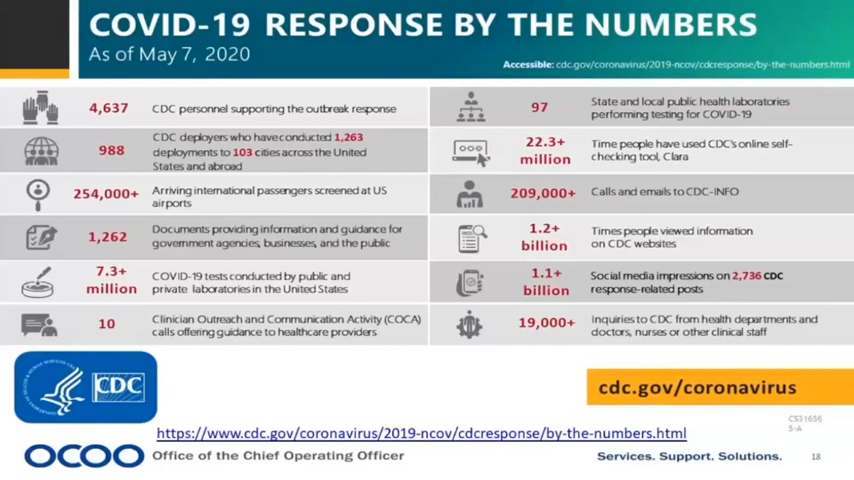 COVID-19 RESPONSE BY THE NUMBERS
As of May 7, 2020
Accessible: cdc.gov/coronavirus/2019-ncov/cdcresponse/by-the-numbers.html
4,637
CDC personnel supporting the outbreak response
988
CDC deployers who have conducted 1,263
deployments to 103 cities across the United
States and abroad
254,000+
Arriving international passengers screened at US
airports
1,262
Documents providing information and guidance for
government agencies, businesses, and the public
7.3+
million
COVID-19 tests conducted by public and
private laboratories in the United States
10
Clinician Outreach and Communication Activity (COCA)
calls offering guidance to healthcare providers
97
State and local public health laboratories
performing testing for COVID-19
22.3+
million
Time people have used CDC's online self-
checking tool, Clara
209,000+
Calls and emails to CDC-INFO
1.2+
billion
Times people viewed information
on CDC websites
1.1+
billion
Social media impressions on 2,736 CDC
response-related posts
19,000+
Inquiries to CDC from health departments and
doctors, nurses or other clinical staff
CDC
cdc.gov/coronavirus
CS31656
5-A
https://www.cdc.gov/coronavirus/2019-ncov/cdcresponse/by-the-numbers.html
OCOO Office of the Chief Operating Officer
Services. Support. Solutions.
18